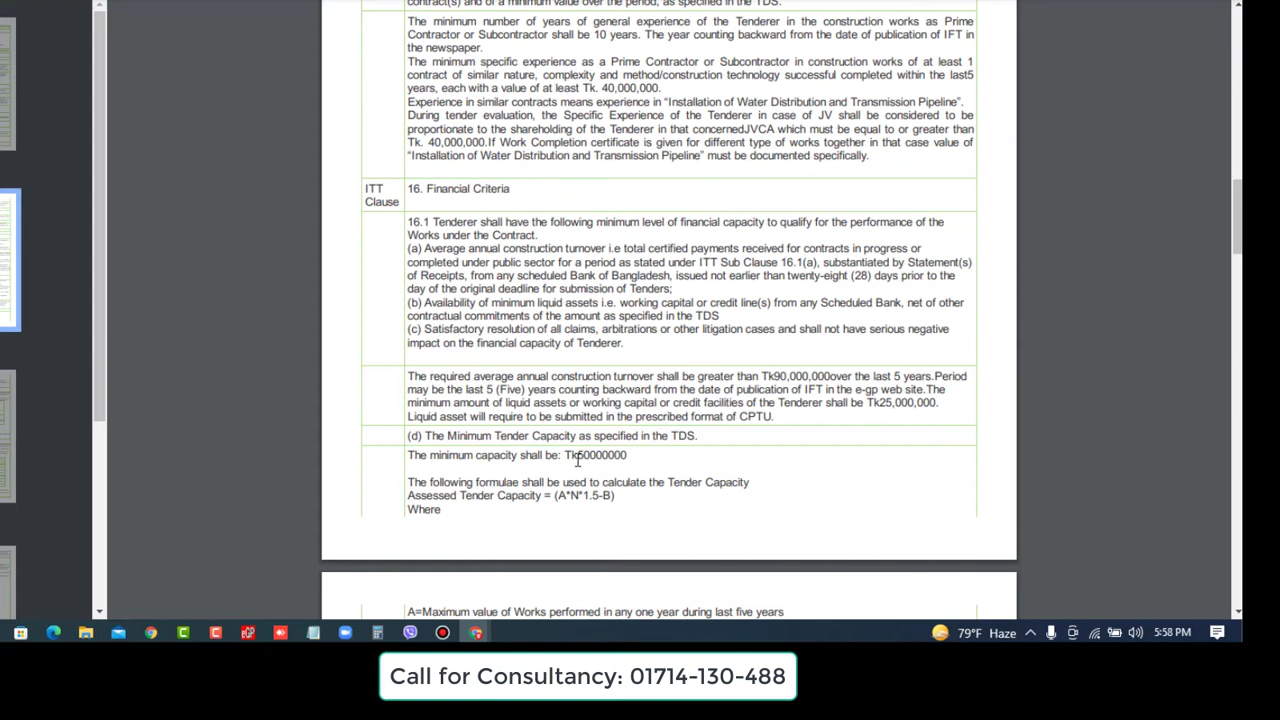 contract(s) and of a minimum value over the period, as specified in the TDS.
The minimum number of years of general experience of the Tenderer in the construction works as Prime
Contractor or Subcontractor shall be 10 years. The year counting backward from the date of publication of IFT in
the newspaper.
The minimum specific experience as a Prime Contractor or Subcontractor in construction works of at least 1
contract of similar nature, complexity and method/construction technology successful completed within the last5
years, each with a value of at least Tk. 40,000,000.
Experience in similar contracts means experience in “Installation of Water Distribution and Transmission Pipeline”.
During tender evaluation, the Specific Experience of the Tenderer in case of JV shall be considered to be
proportionate to the shareholding of the Tenderer in that concernedJVCA which must be equal to or greater than
Tk. 40,000,000.If Work Completion certificate is given for different type of works together in that case value of
“Installation of Water Distribution and Transmission Pipeline” must be documented specifically.
ITT
Clause
16. Financial Criteria
16.1 Tenderer shall have the following minimum level of financial capacity to qualify for the performance of the
Works under the Contract.
(a) Average annual construction turnover i.e total certified payments received for contracts in progress or
completed under public sector for a period as stated under ITT Sub Clause 16.1(a), substantiated by Statement(s)
of Receipts, from any scheduled Bank of Bangladesh, issued not earlier than twenty-eight (28) days prior to the
day of the original deadline for submission of Tenders;
(b) Availability of minimum liquid assets i.e. working capital or credit line(s) from any Scheduled Bank, net of other
contractual commitments of the amount as specified in the TDS
(c) Satisfactory resolution of all claims, arbitrations or other litigation cases and shall not have serious negative
impact on the financial capacity of Tenderer.
The required average annual construction turnover shall be greater than Tk90,000,000over the last 5 years.Period
may be the last 5 (Five) years counting backward from the date of publication of IFT in the e-gp web site.The
minimum amount of liquid assets or working capital or credit facilities of the Tenderer shall be Tk25,000,000.
Liquid asset will require to be submitted in the prescribed format of CPTU.
(d) The Minimum Tender Capacity as specified in the TDS.
The minimum capacity shall be: Tk50000000
The following formulae shall be used to calculate the Tender Capacity
Assessed Tender Capacity = (A*N*1.5-B)
Where
A=Maximum value of Works performed in any one year during last five years
79°F Haze
5:58 PM
Call for Consultancy: 01714-130-488